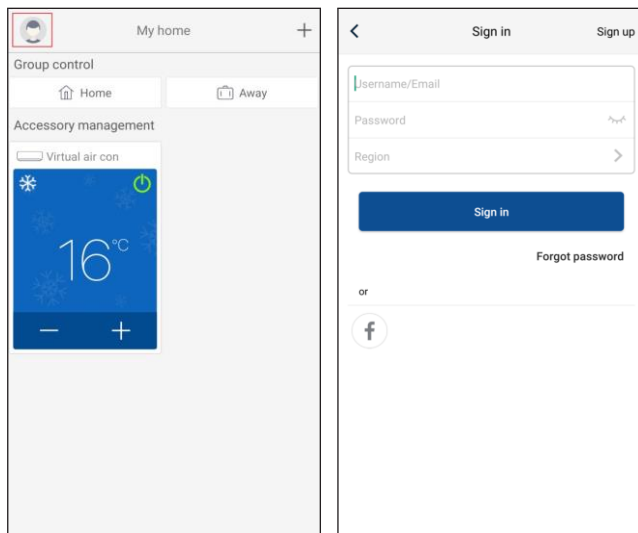 My home
+
Group control
Home
Away
Accessory management
Virtual air con
16°C
− +
Sign in
Sign up
Username/Email
Password
Region
Sign in
Forgot password
or
f